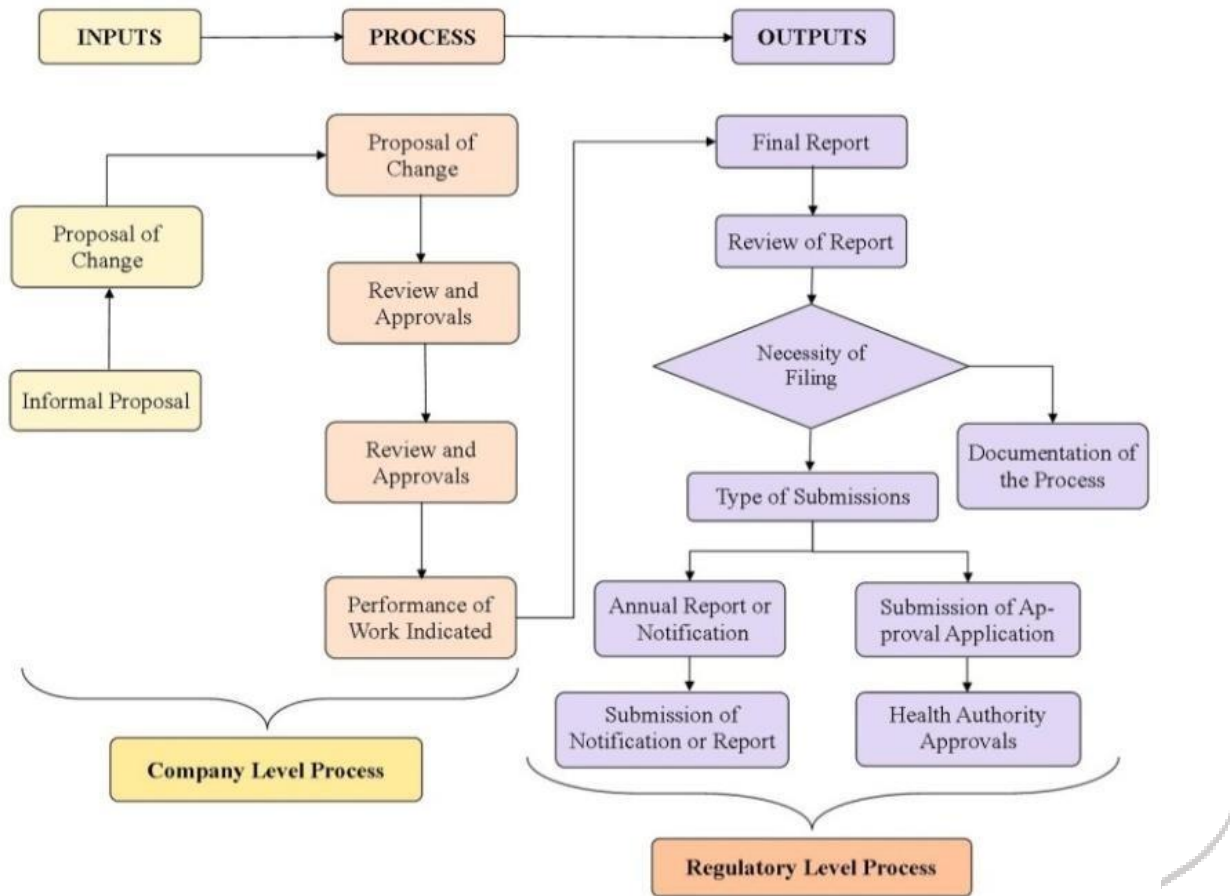 INPUTS
PROCESS
OUTPUTS
Proposal of
Change
Informal Proposal
Proposal of
Change
Review and
Approvals
Review and
Approvals
Performance of
Work Indicated
Company Level Process
Final Report
Review of Report
Necessity of
Filing
Documentation of
the Process
Type of Submissions
Annual Report or
Notification
Submission of
Notification or Report
Submission of Ap-
proval Application
Health Authority
Approvals
Regulatory Level Process